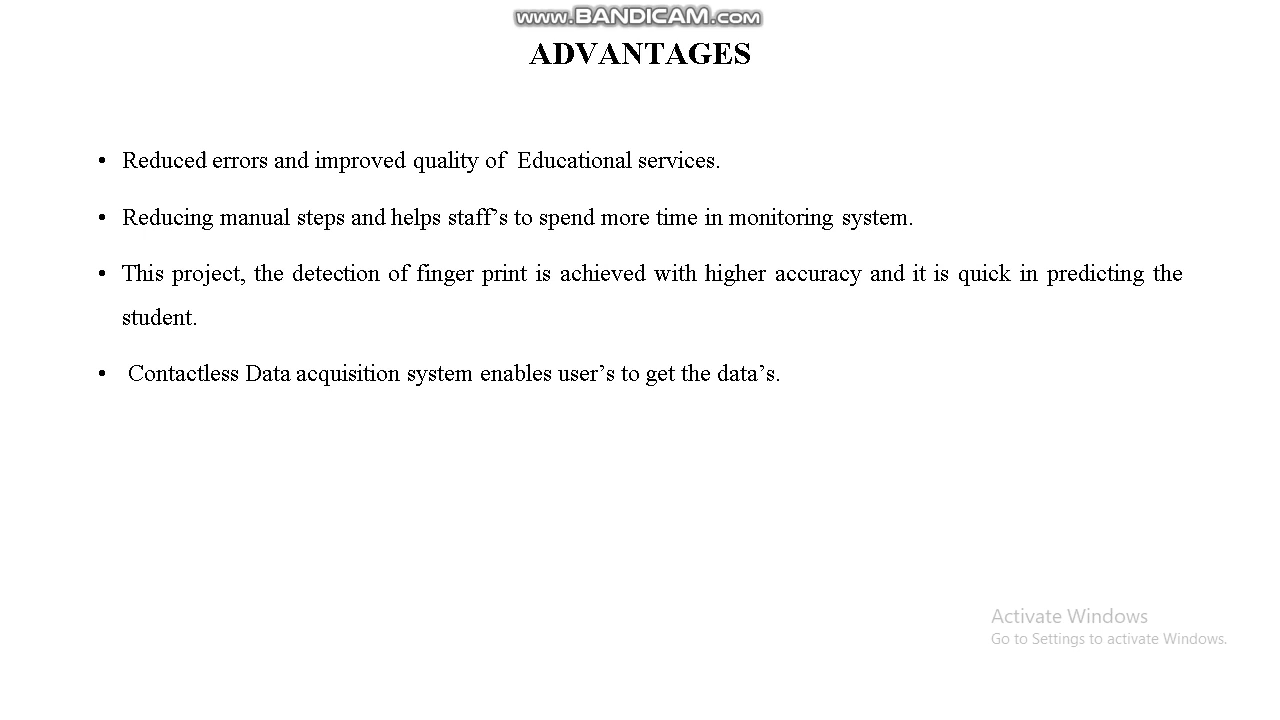 www.BANDICAM.com
ADVANTAGES
• Reduced errors and improved quality of  Educational services.
• Reducing manual steps and helps staff’s to spend more time in monitoring system.
• This project, the detection of finger print is achieved with higher accuracy and it is quick in predicting the
student.
•  Contactless Data acquisition system enables user’s to get the data’s.
Activate Windows
Go to Settings to activate Windows.